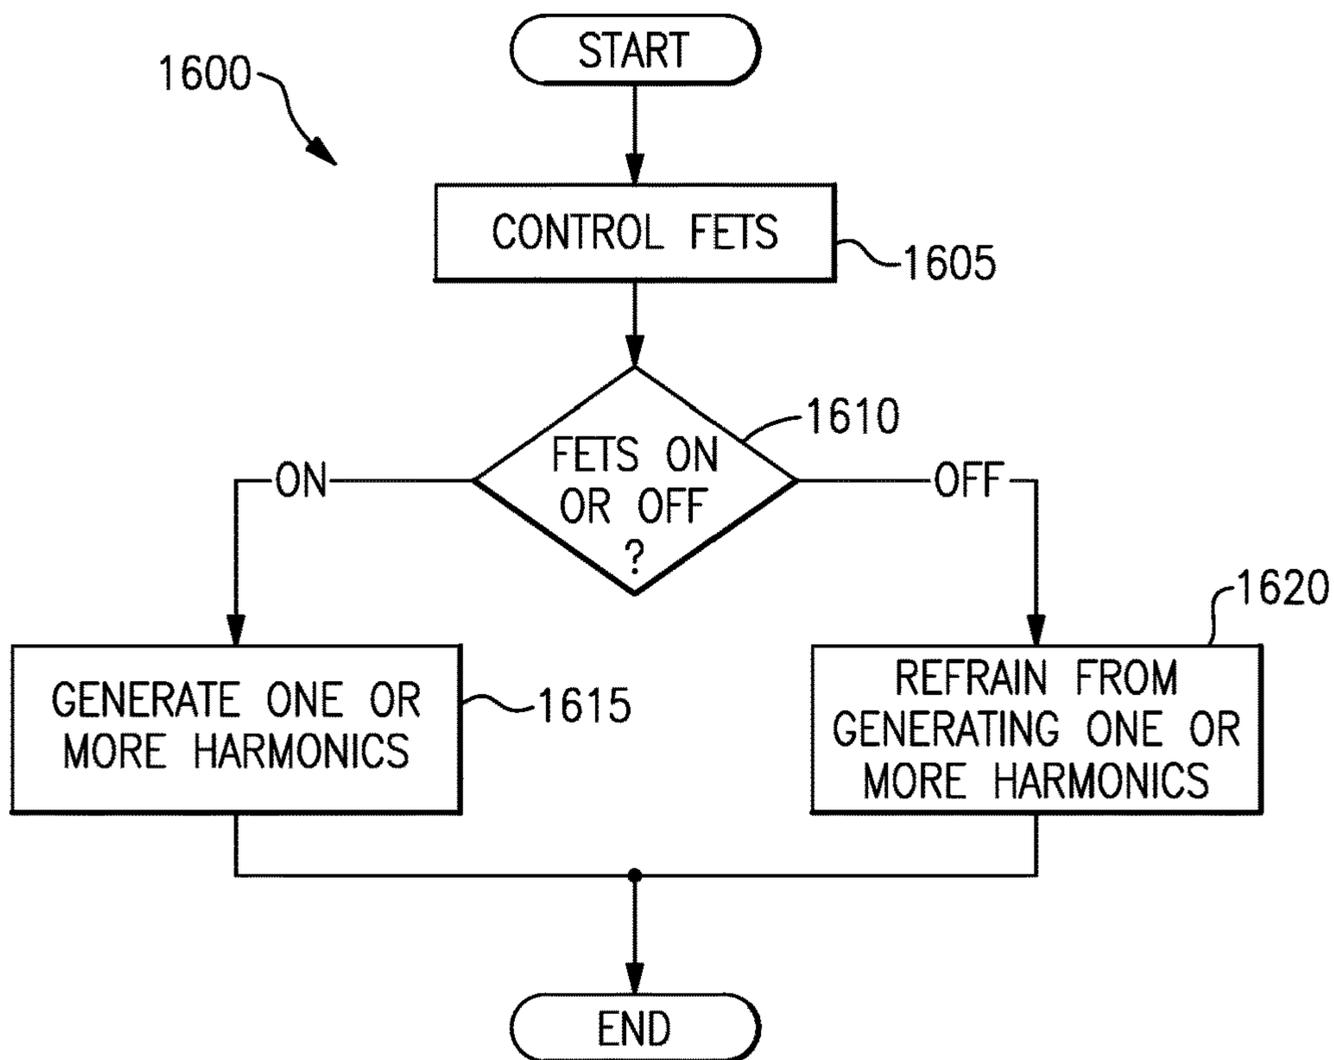 START
1600
CONTROL FETS
1605
1610
FETS ON
OR OFF
?
ON
OFF
1620
GENERATE ONE OR
MORE HARMONICS
1615
REFRAIN FROM
GENERATING ONE OR
MORE HARMONICS
END